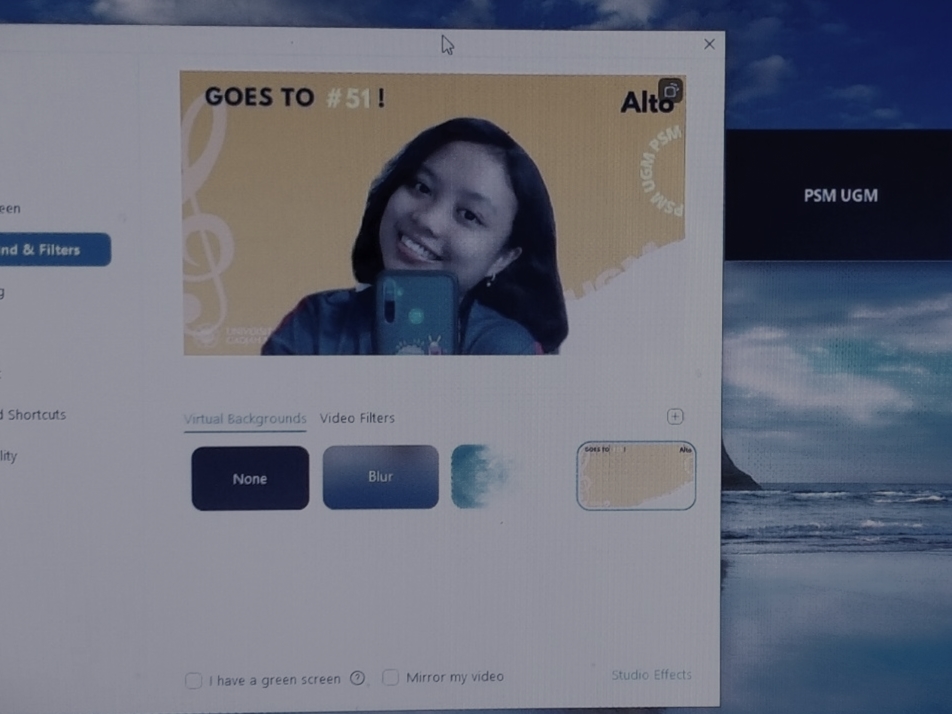 GOES TO #51 !
Alto
PSM UGM PSM
PSM UGM
een
nd & Filters
g
d Shortcuts
lity
Virtual Backgrounds
Video Filters
None
Blur
GOES TO !
Alto
I have a green screen ?
Mirror my video
Studio Effects